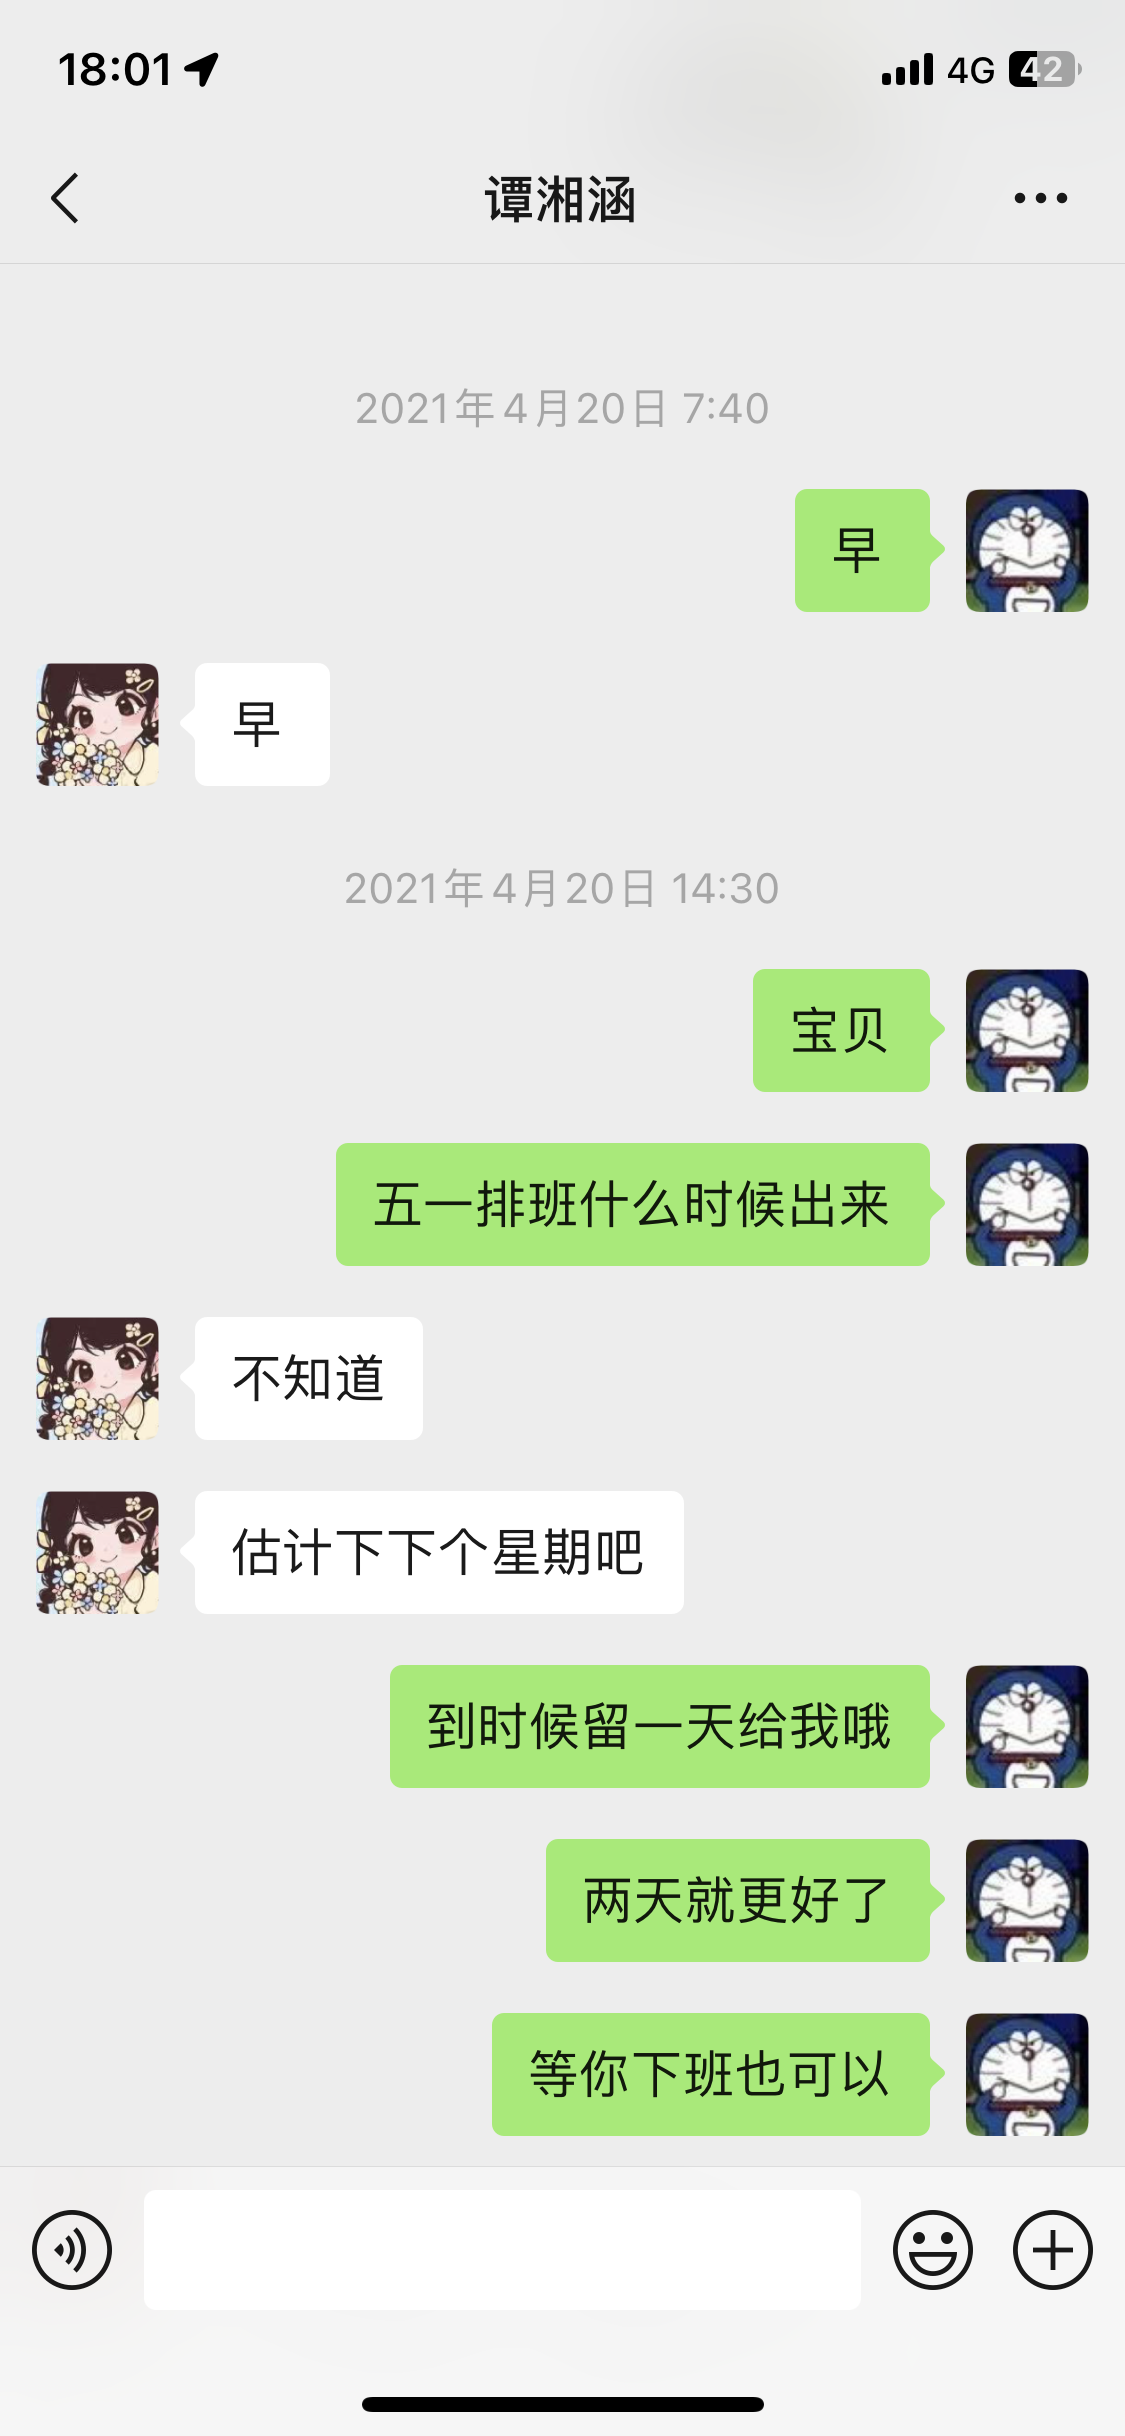 18:01 4G 42
谭湘涵
2021年4月20日 7:40
早
早
2021年4月20日 14:30
宝贝
五一排班什么时候出来
不知道
估计下下个星期吧
到时候留一天给我哦
两天就更好了
等你下班也可以